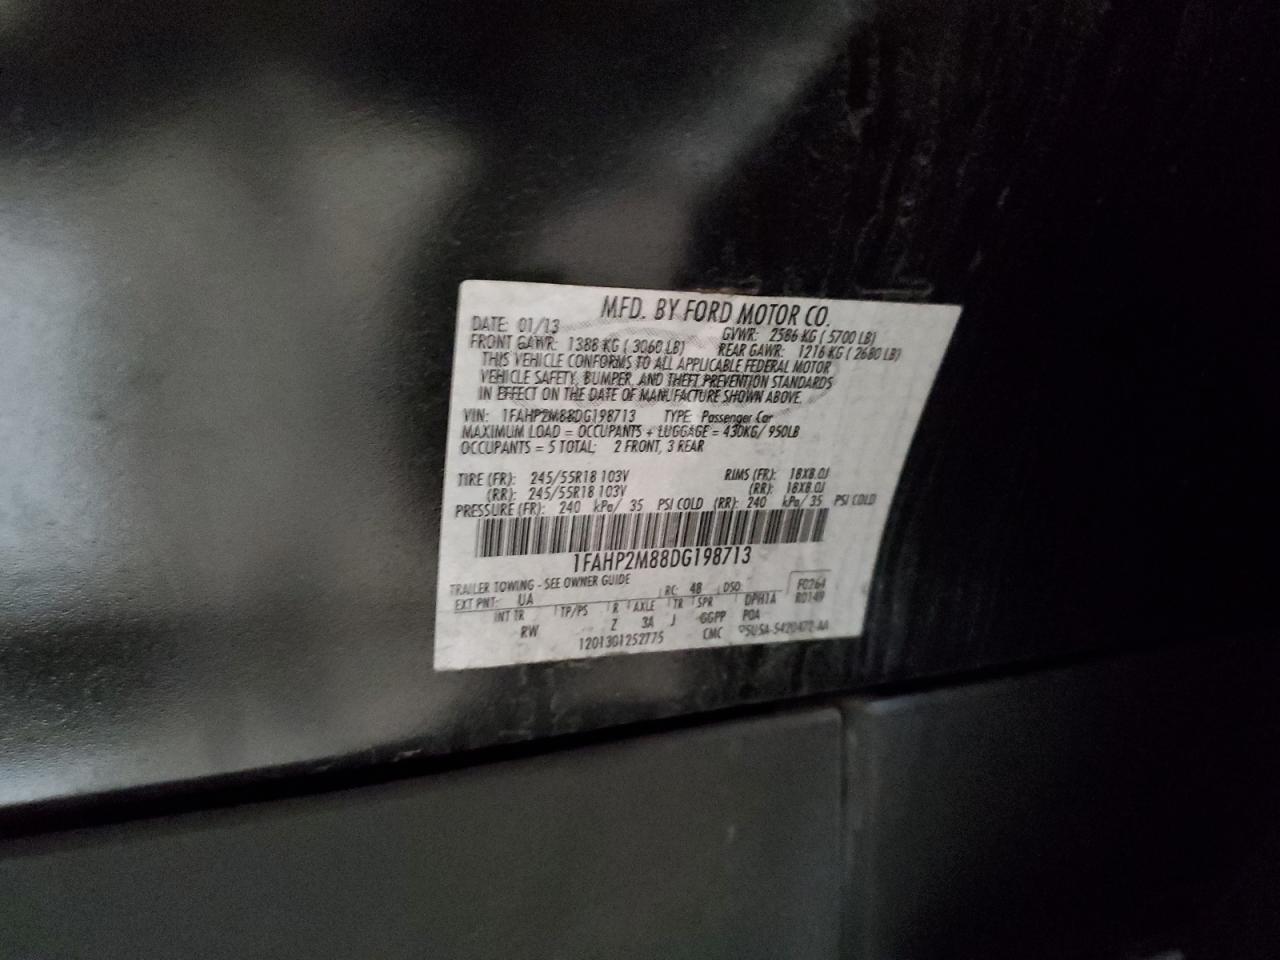 MFD. BY FORD MOTOR CO.
DATE: 01/13 GVWR: 2586 KG ( 5700 LB)
FRONT GAWR: 1388 KG ( 3060 LB) REAR GAWR: 1216 KG ( 2680 LB)
THIS VEHICLE CONFORMS TO ALL APPLICABLE FEDERAL MOTOR
VEHICLE SAFETY, BUMPER, AND THEFT PREVENTION STANDARDS
IN EFFECT ON THE DATE OF MANUFACTURE SHOWN ABOVE.
VIN: 1FAHP2M88DG198713 TYPE: Passenger Car
MAXIMUM LOAD = OCCUPANTS + LUGGAGE = 430KG/ 950LB
OCCUPANTS = 5 TOTAL; 2 FRONT, 3 REAR
TIRE (FR): 245/55R18 103V RIMS (FR): 18X8.0J
(RR): 245/55R18 103V (RR): 18X8.0J
PRESSURE (FR): 240 kPa/ 35 PSI COLD (RR): 240 kPa/ 35 PSI COLD
1FAHP2M88DG198713
TRAILER TOWING - SEE OWNER GUIDE
EXT PNT: UA RC: 48 DSO F0264
INT TR TP/PS R AXLE TR SPR DPH1A R0149
RW Z 3A J GGPP POA
1201301252775 CMC